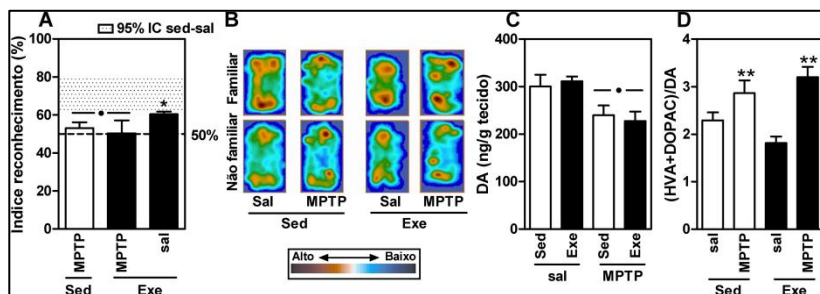 A
95% IC sed-sal
Indice reconhecimento (%)
100
80
60
40
20
0
*
50%
MPTP
MPTP
sal
Sed
Exe
B
Familiar
Não familiar
Sal
MPTP
Sal
MPTP
Sed
Exe
Alto
Baixo
C
DA (ng/g tecido)
400
300
200
100
0
Sed
Exe
Sed
Exe
sal
MPTP
D
(HVA+DOPAC)/DA
4
3
2
1
0
**
**
sal
MPTP
sal
MPTP
Sed
Exe